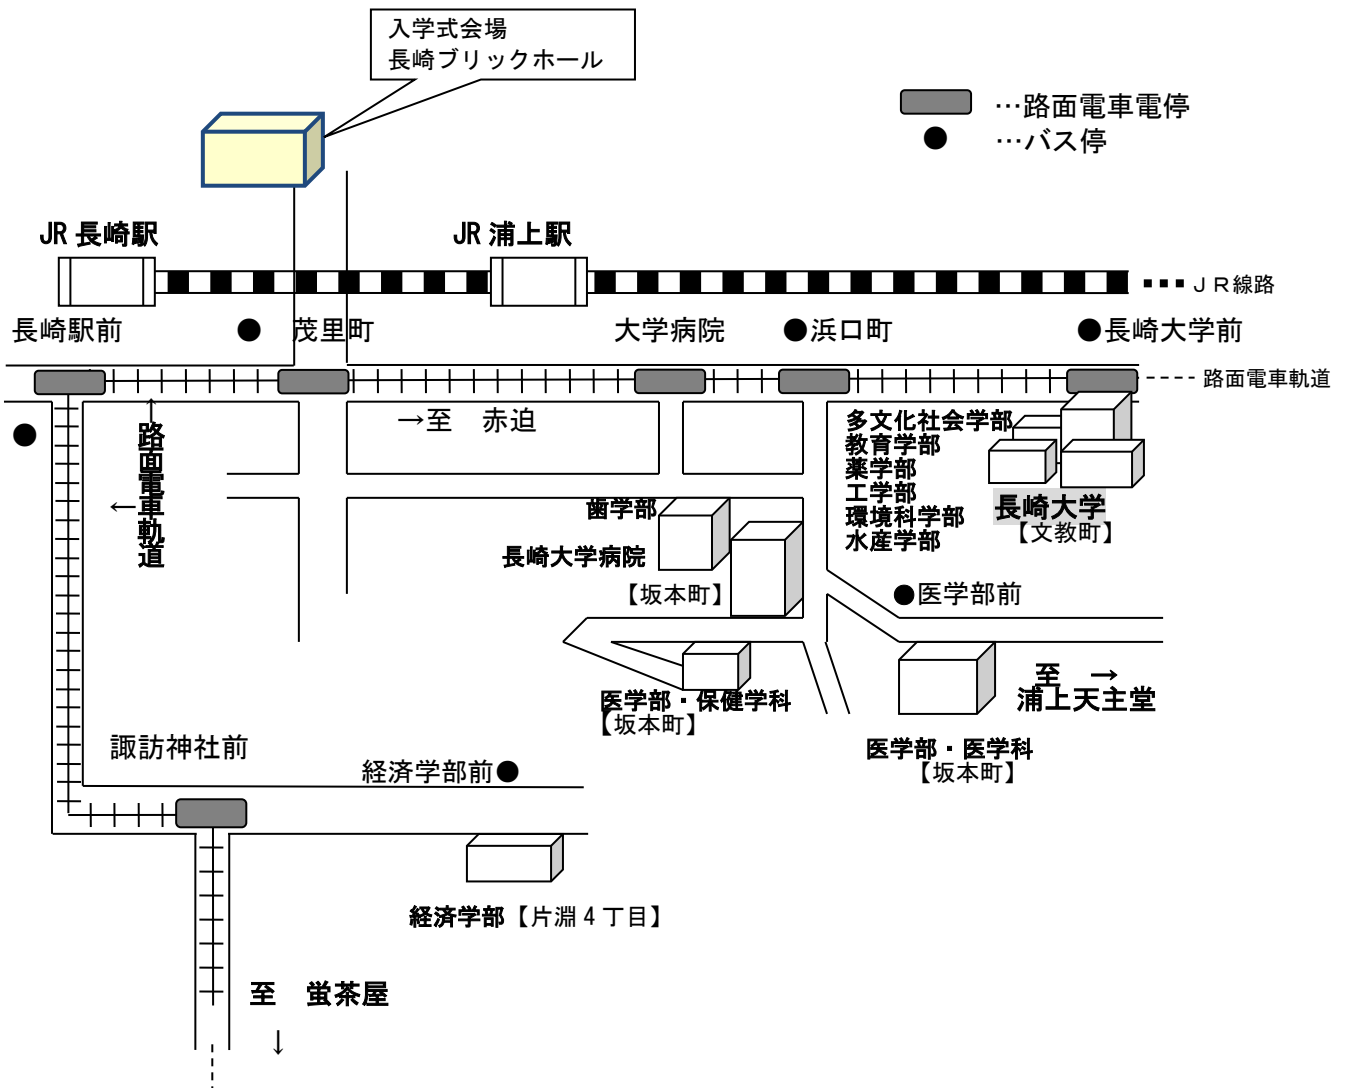 入学式会場
長崎ブリックホール
…路面電車電停
●…バス停
JR 長崎駅
JR 浦上駅
ＪＲ線路
長崎駅前
●茂里町
大学病院
●浜口町
●長崎大学前
路面電車軌道
→至 赤迫
↑
路面電車軌道
←
多文化社会学部
教育学部
薬学部
工学部
環境科学部
水産学部
長崎大学
【文教町】
歯学部
長崎大学病院
【坂本町】
●医学部前
至 →
浦上天主堂
医学部・保健学科
【坂本町】
医学部・医学科
【坂本町】
諏訪神社前
経済学部前●
経済学部【片淵４丁目】
至 蛍茶屋
↓